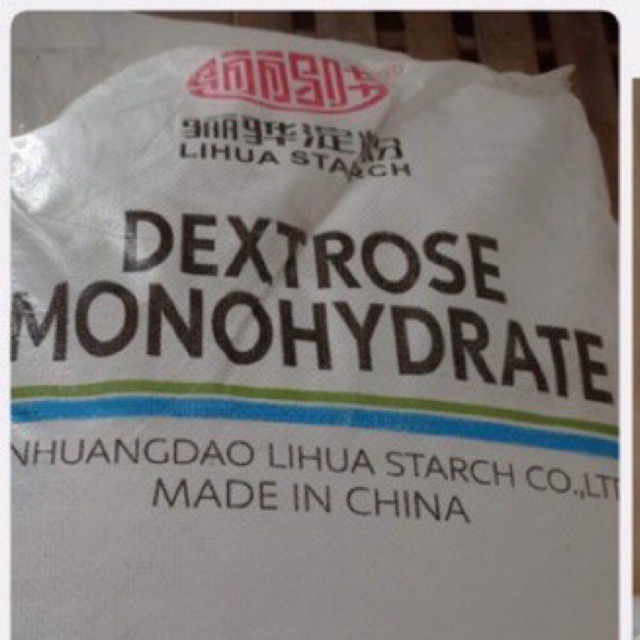 骊骅淀粉
LIHUA STARCH
DEXTROSE
MONOHYDRATE
NHUANGDAO LIHUA STARCH CO.,LT
MADE IN CHINA